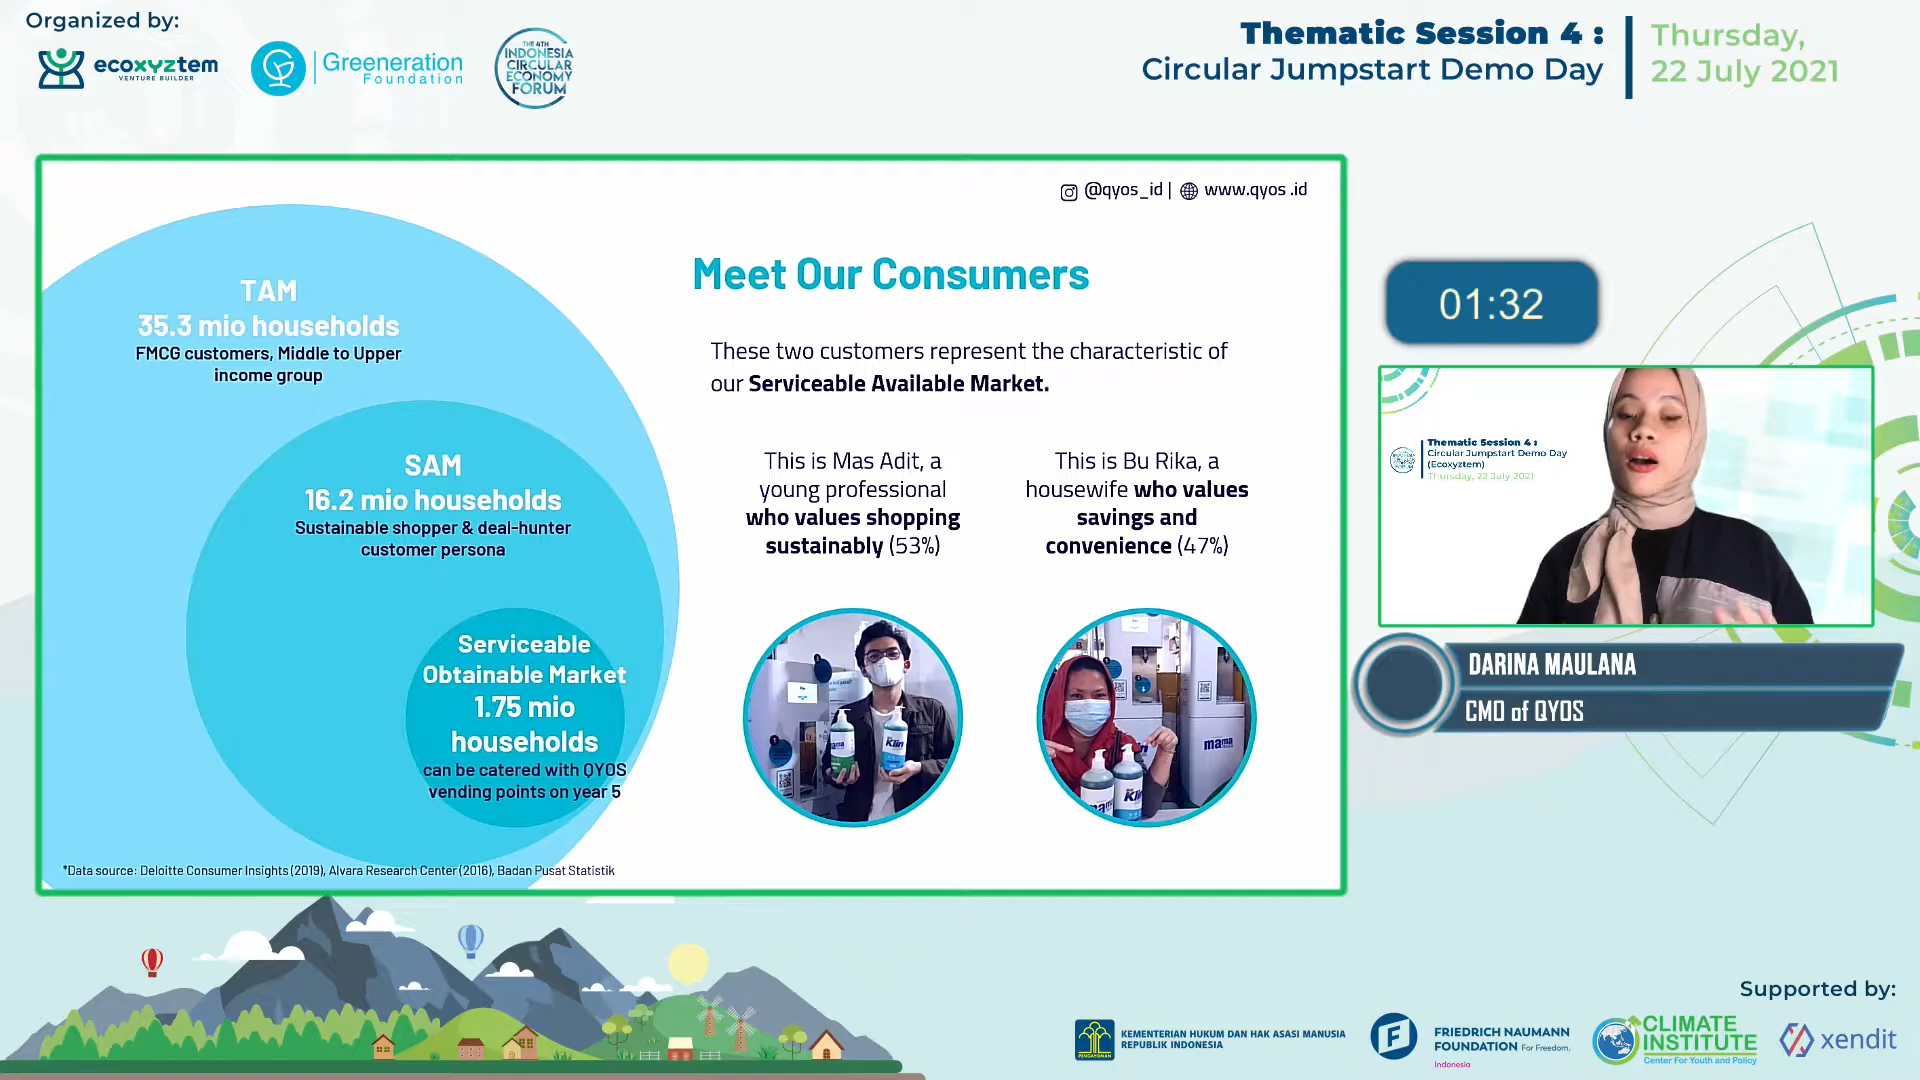 Organized by:
ecoxyztem
VENTURE BUILDER
Greeneration
Foundation
THE 4TH
INDONESIA
CIRCULAR
ECONOMY
FORUM
Thematic Session 4 :
Circular Jumpstart Demo Day
Thursday,
22 July 2021
@qyos_id | www.qyos .id
TAM
35.3 mio households
FMCG customers, Middle to Upper
income group
SAM
16.2 mio households
Sustainable shopper & deal-hunter
customer persona
Serviceable
Obtainable Market
1.75 mio
households
can be catered with QYOS
vending points on year 5
*Data source: Deloitte Consumer Insights (2019), Alvara Research Center (2016), Badan Pusat Statistik
Meet Our Consumers
These two customers represent the characteristic of
our Serviceable Available Market.
This is Mas Adit, a
young professional
who values shopping
sustainably (53%)
This is Bu Rika, a
housewife who values
savings and
convenience (47%)
mama
Klin
mama
mama
Kli
01:32
Thematic Session 4 :
Circular Jumpstart Demo Day
(Ecoxyztem)
Thursday, 22 July 2021
DARINA MAULANA
CMO of QYOS
Supported by:
PENGAYOMAN
KEMENTERIAN HUKUM DAN HAK ASASI MANUSIA
REPUBLIK INDONESIA
FRIEDRICH NAUMANN
FOUNDATION For Freedom.
Indonesia
CLIMATE
INSTITUTE
Center For Youth and Policy
xendit